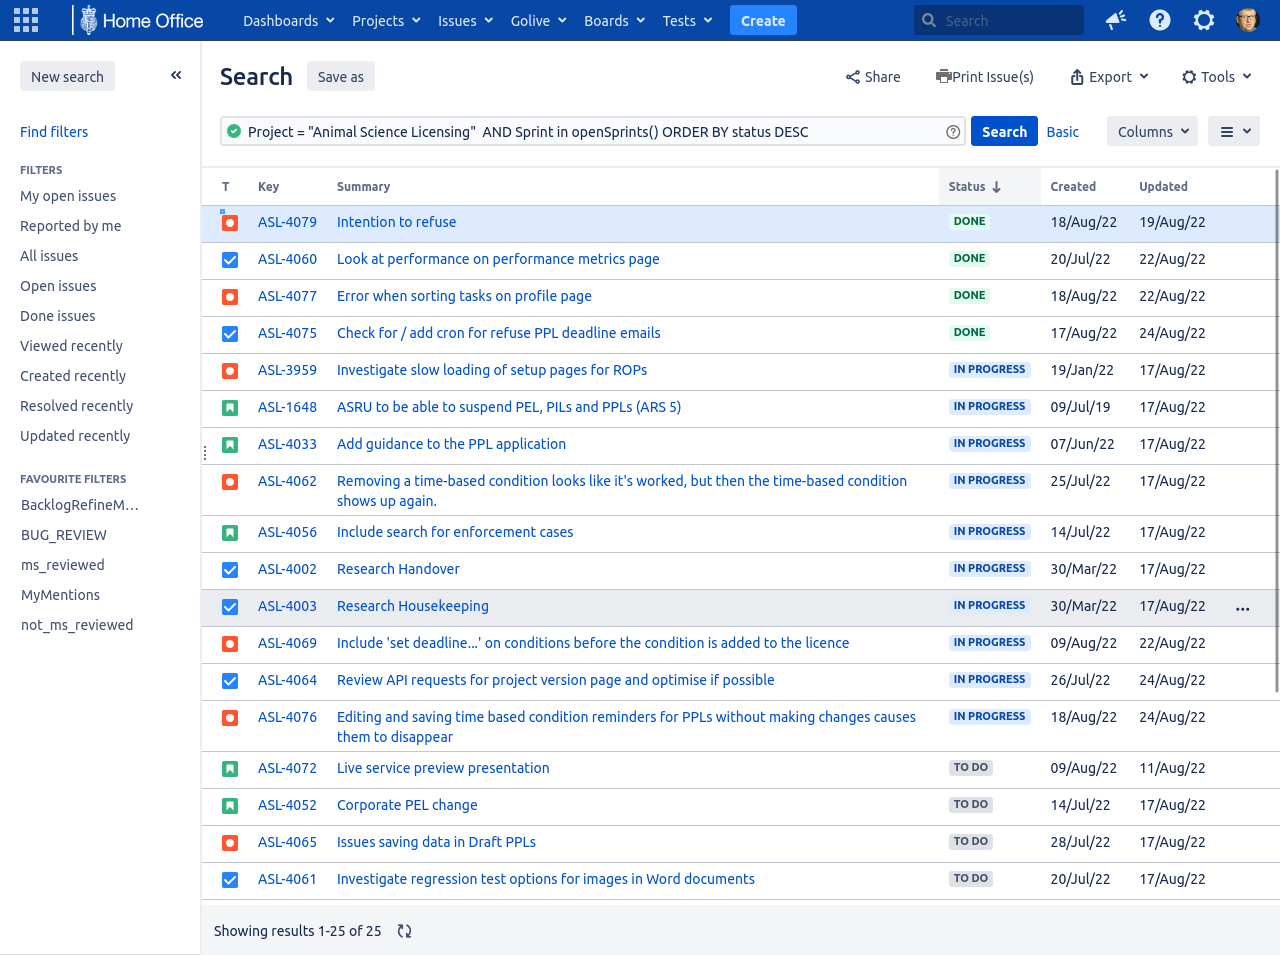 Home Office Dashboards Projects Issues Golive Boards Tests Create Search
New search
Search Save as Share Print Issue(s) Export Tools
Project = "Animal Science Licensing"  AND Sprint in openSprints() ORDER BY status DESC Search Basic Columns
Find filters
FILTERS
My open issues
Reported by me
All issues
Open issues
Done issues
Viewed recently
Created recently
Resolved recently
Updated recently
FAVOURITE FILTERS
BacklogRefineM...
BUG_REVIEW
ms_reviewed
MyMentions
not_ms_reviewed
T Key Summary Status Created Updated
ASL-4079 Intention to refuse DONE 18/Aug/22 19/Aug/22
ASL-4060 Look at performance on performance metrics page DONE 20/Jul/22 22/Aug/22
ASL-4077 Error when sorting tasks on profile page DONE 18/Aug/22 22/Aug/22
ASL-4075 Check for / add cron for refuse PPL deadline emails DONE 17/Aug/22 24/Aug/22
ASL-3959 Investigate slow loading of setup pages for ROPs IN PROGRESS 19/Jan/22 17/Aug/22
ASL-1648 ASRU to be able to suspend PEL, PILs and PPLs (ARS 5) IN PROGRESS 09/Jul/19 17/Aug/22
ASL-4033 Add guidance to the PPL application IN PROGRESS 07/Jun/22 17/Aug/22
ASL-4062 Removing a time-based condition looks like it's worked, but then the time-based condition IN PROGRESS 25/Jul/22 17/Aug/22
shows up again.
ASL-4056 Include search for enforcement cases IN PROGRESS 14/Jul/22 17/Aug/22
ASL-4002 Research Handover IN PROGRESS 30/Mar/22 17/Aug/22
ASL-4003 Research Housekeeping IN PROGRESS 30/Mar/22 17/Aug/22
ASL-4069 Include 'set deadline...' on conditions before the condition is added to the licence IN PROGRESS 09/Aug/22 22/Aug/22
ASL-4064 Review API requests for project version page and optimise if possible IN PROGRESS 26/Jul/22 24/Aug/22
ASL-4076 Editing and saving time based condition reminders for PPLs without making changes causes IN PROGRESS 18/Aug/22 24/Aug/22
them to disappear
ASL-4072 Live service preview presentation TO DO 09/Aug/22 11/Aug/22
ASL-4052 Corporate PEL change TO DO 14/Jul/22 17/Aug/22
ASL-4065 Issues saving data in Draft PPLs TO DO 28/Jul/22 17/Aug/22
ASL-4061 Investigate regression test options for images in Word documents TO DO 20/Jul/22 17/Aug/22
Showing results 1-25 of 25